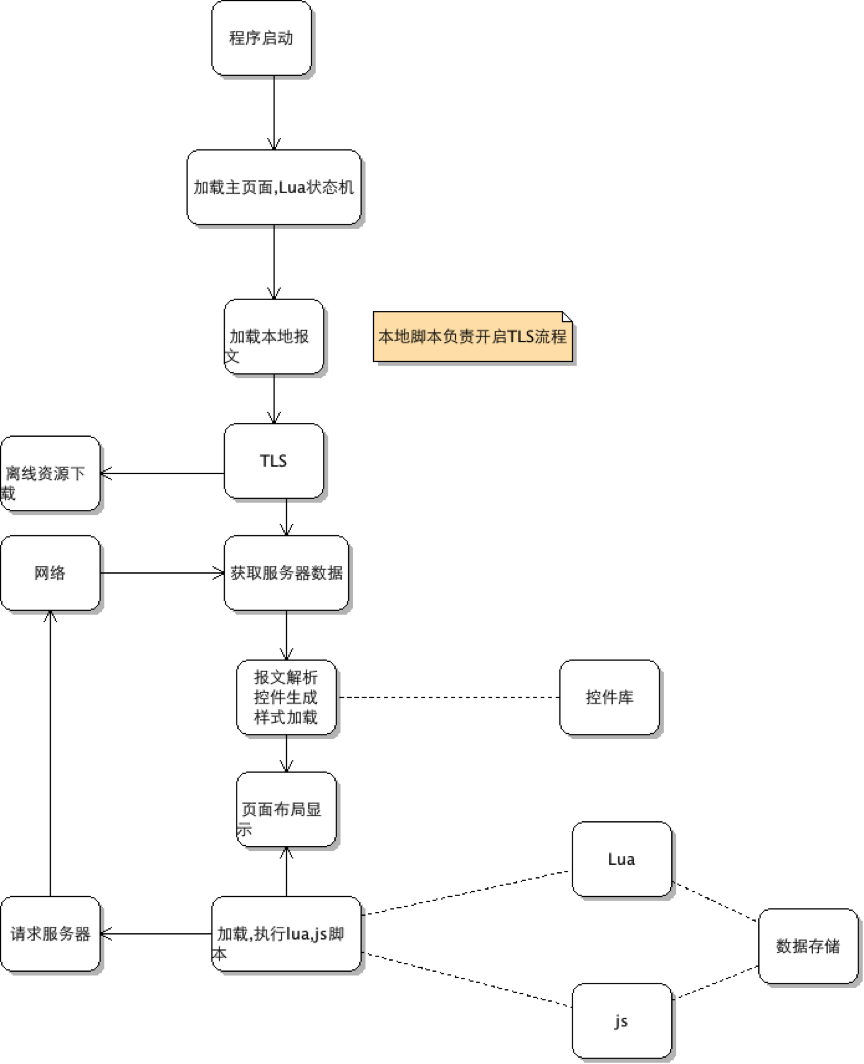 程序启动
加载主页面,Lua状态机
加载本地报
文
本地脚本负责开启TLS流程
TLS
离线资源下
载
网络
获取服务器数据
报文解析
控件生成
样式加载
控件库
页面布局显
示
Lua
请求服务器
加载,执行lua,js脚
本
数据存储
js